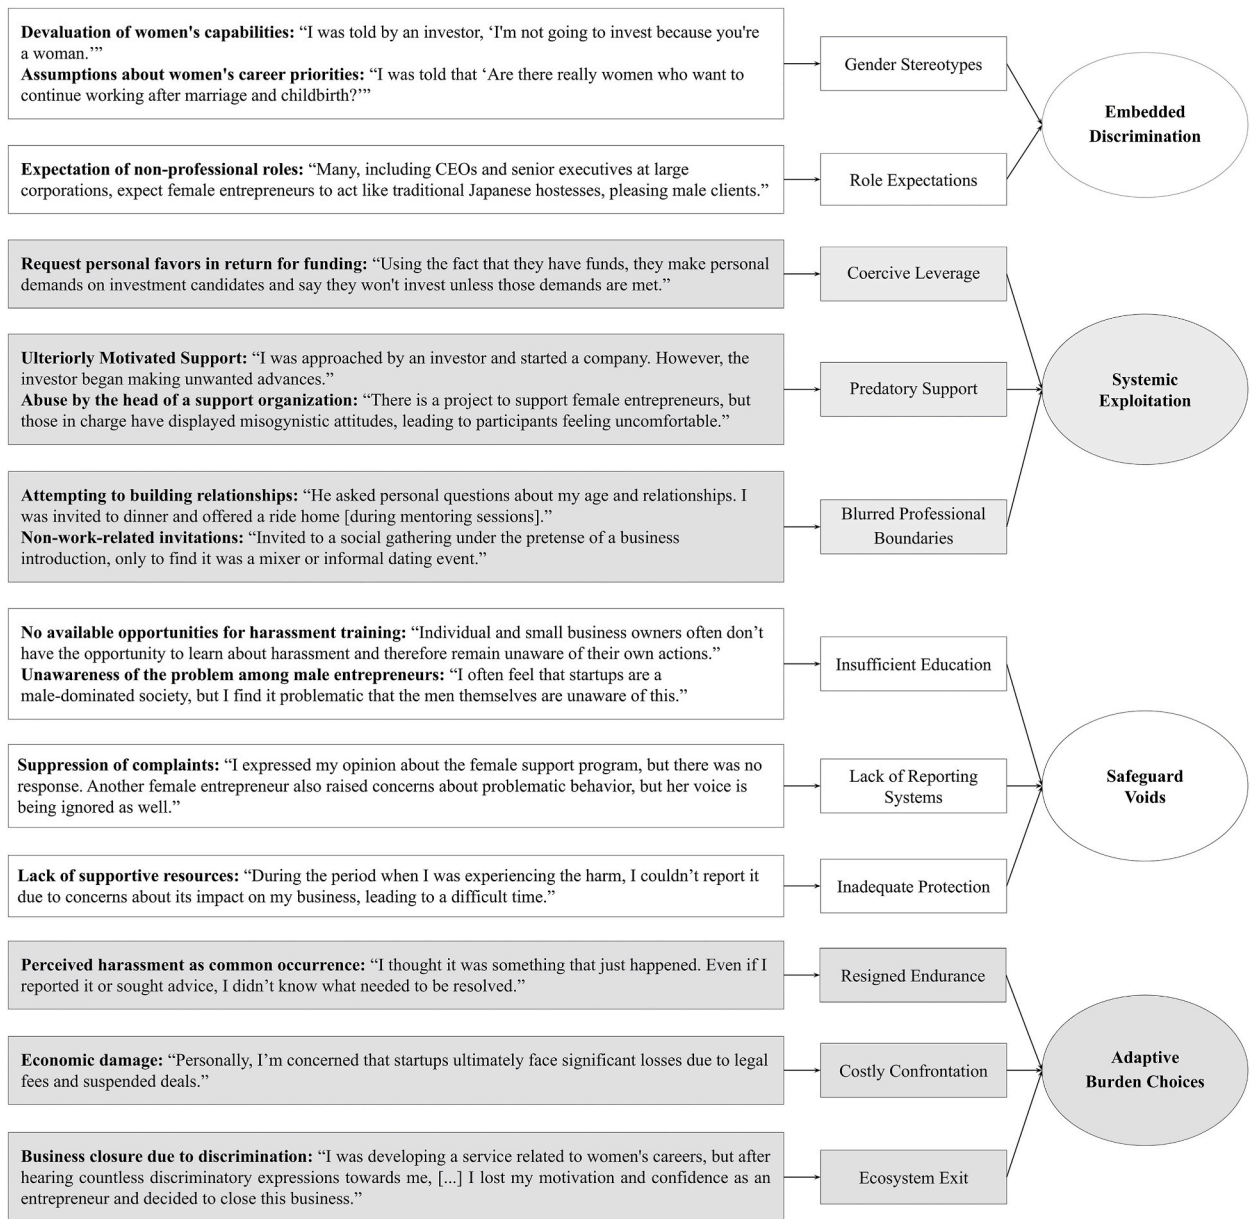 Devaluation of women's capabilities: “I was told by an investor, ‘I'm not going to invest because you're
a woman.’”
Assumptions about women's career priorities: “I was told that ‘Are there really women who want to
continue working after marriage and childbirth?’”
Gender Stereotypes
Expectation of non-professional roles: “Many, including CEOs and senior executives at large
corporations, expect female entrepreneurs to act like traditional Japanese hostesses, pleasing male clients.”
Role Expectations
Embedded
Discrimination
Request personal favors in return for funding: “Using the fact that they have funds, they make personal
demands on investment candidates and say they won't invest unless those demands are met.”
Coercive Leverage
Ulteriorly Motivated Support: “I was approached by an investor and started a company. However, the
investor began making unwanted advances.”
Abuse by the head of a support organization: “There is a project to support female entrepreneurs, but
those in charge have displayed misogynistic attitudes, leading to participants feeling uncomfortable.”
Predatory Support
Systemic
Exploitation
Attempting to building relationships: “He asked personal questions about my age and relationships. I
was invited to dinner and offered a ride home [during mentoring sessions].”
Non-work-related invitations: “Invited to a social gathering under the pretense of a business
introduction, only to find it was a mixer or informal dating event.”
Blurred Professional
Boundaries
No available opportunities for harassment training: “Individual and small business owners often don’t
have the opportunity to learn about harassment and therefore remain unaware of their own actions.”
Unawareness of the problem among male entrepreneurs: “I often feel that startups are a
male-dominated society, but I find it problematic that the men themselves are unaware of this.”
Insufficient Education
Suppression of complaints: “I expressed my opinion about the female support program, but there was no
response. Another female entrepreneur also raised concerns about problematic behavior, but her voice is
being ignored as well.”
Lack of Reporting
Systems
Safeguard
Voids
Lack of supportive resources: “During the period when I was experiencing the harm, I couldn’t report it
due to concerns about its impact on my business, leading to a difficult time.”
Inadequate Protection
Perceived harassment as common occurrence: “I thought it was something that just happened. Even if I
reported it or sought advice, I didn’t know what needed to be resolved.”
Resigned Endurance
Economic damage: “Personally, I’m concerned that startups ultimately face significant losses due to legal
fees and suspended deals.”
Costly Confrontation
Adaptive
Burden Choices
Business closure due to discrimination: “I was developing a service related to women's careers, but after
hearing countless discriminatory expressions towards me, [...] I lost my motivation and confidence as an
entrepreneur and decided to close this business.”
Ecosystem Exit